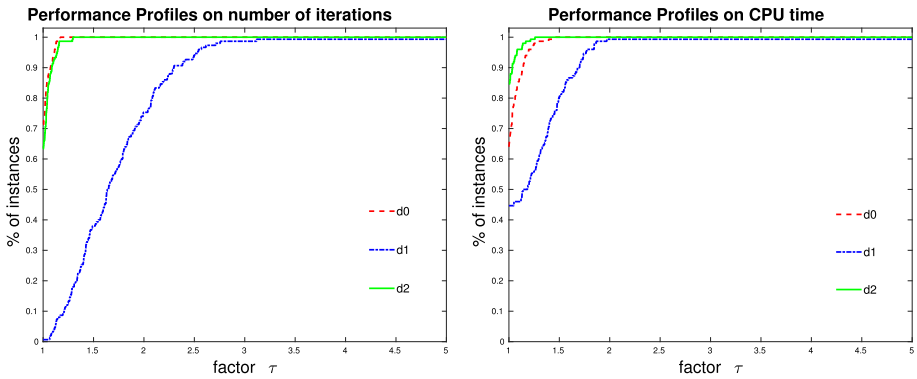 Performance Profiles on number of iterations
1
0.9
0.8
0.7
0.6
0.5
0.4
0.3
0.2
0.1
0
% of instances
d0
d1
d2
1 1.5 2 2.5 3 3.5 4 4.5 5
factor τ
Performance Profiles on CPU time
1
0.9
0.8
0.7
0.6
0.5
0.4
0.3
0.2
0.1
0
% of instances
d0
d1
d2
1 1.5 2 2.5 3 3.5 4 4.5 5
factor τ